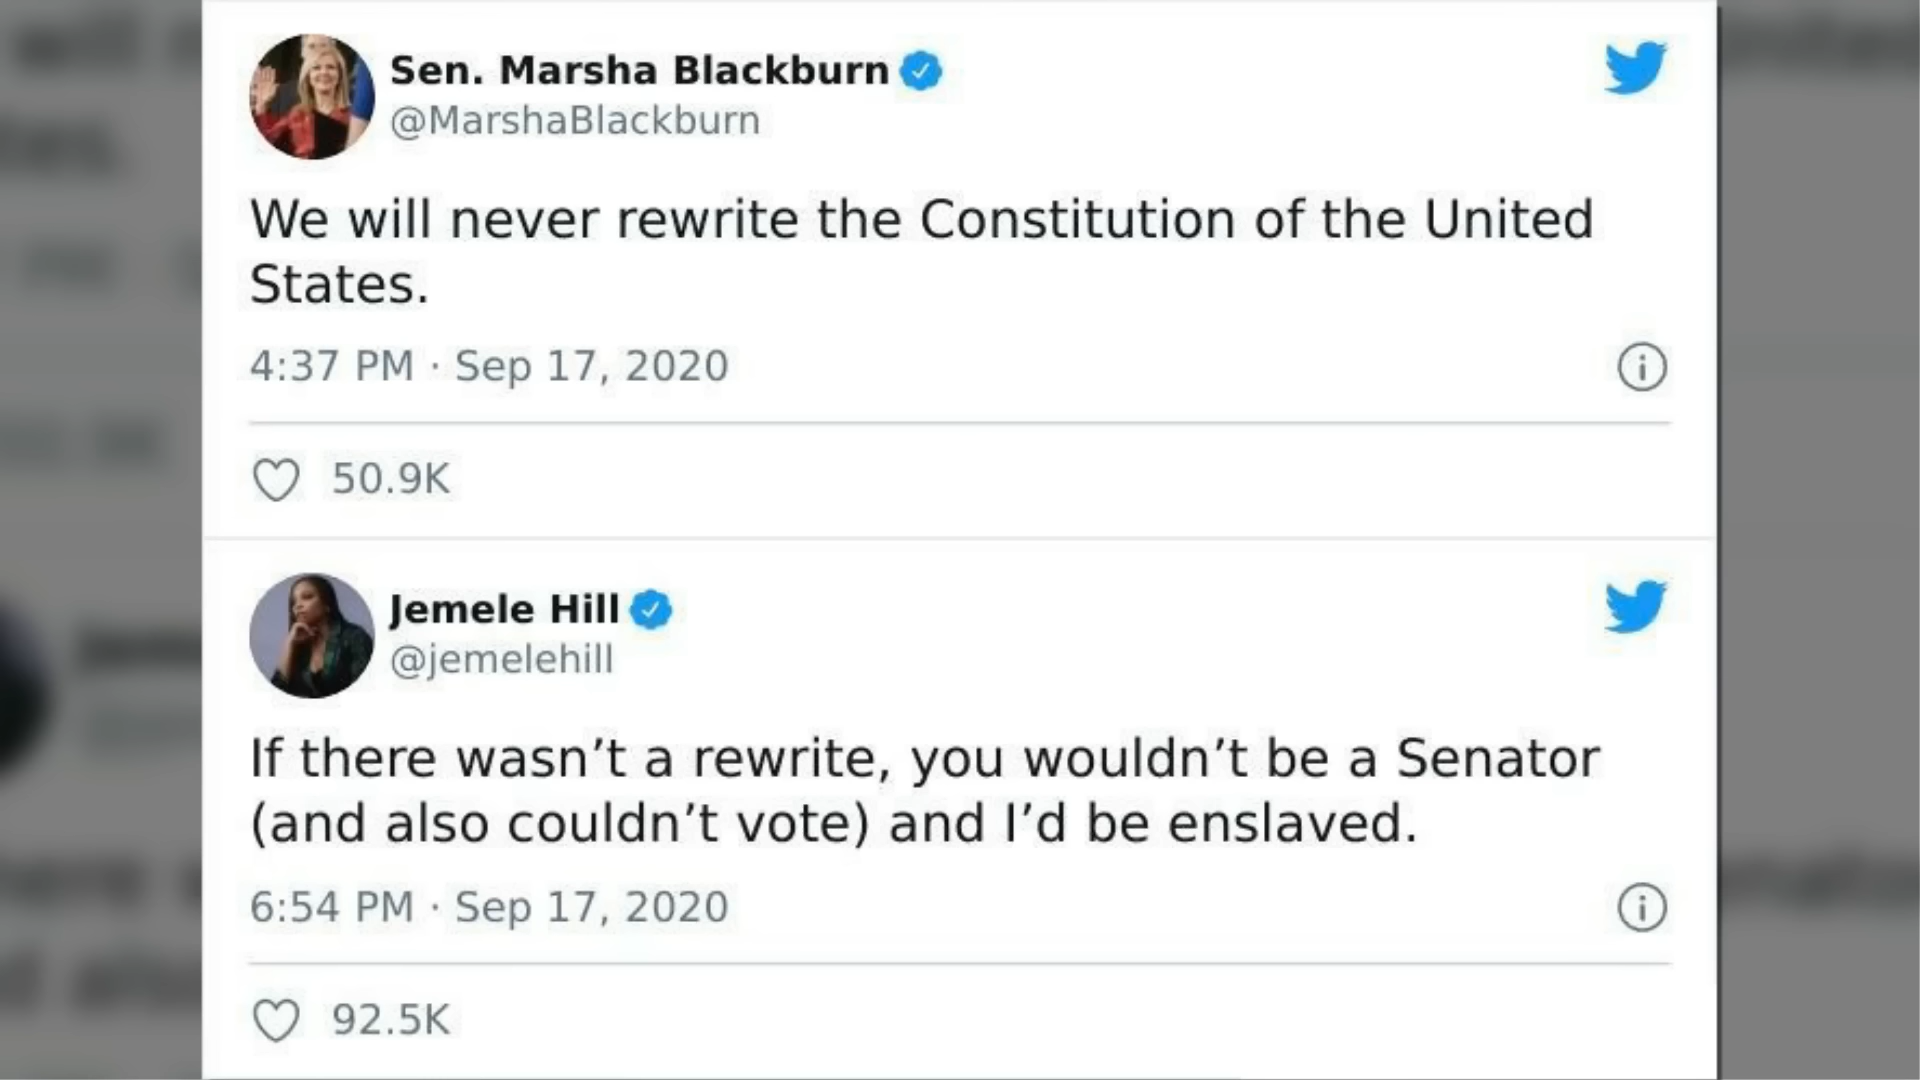 Sen. Marsha Blackburn
@MarshaBlackburn
We will never rewrite the Constitution of the United
States.
4:37 PM · Sep 17, 2020
50.9K
Jemele Hill
@jemelehill
If there wasn’t a rewrite, you wouldn’t be a Senator
(and also couldn’t vote) and I’d be enslaved.
6:54 PM · Sep 17, 2020
92.5K